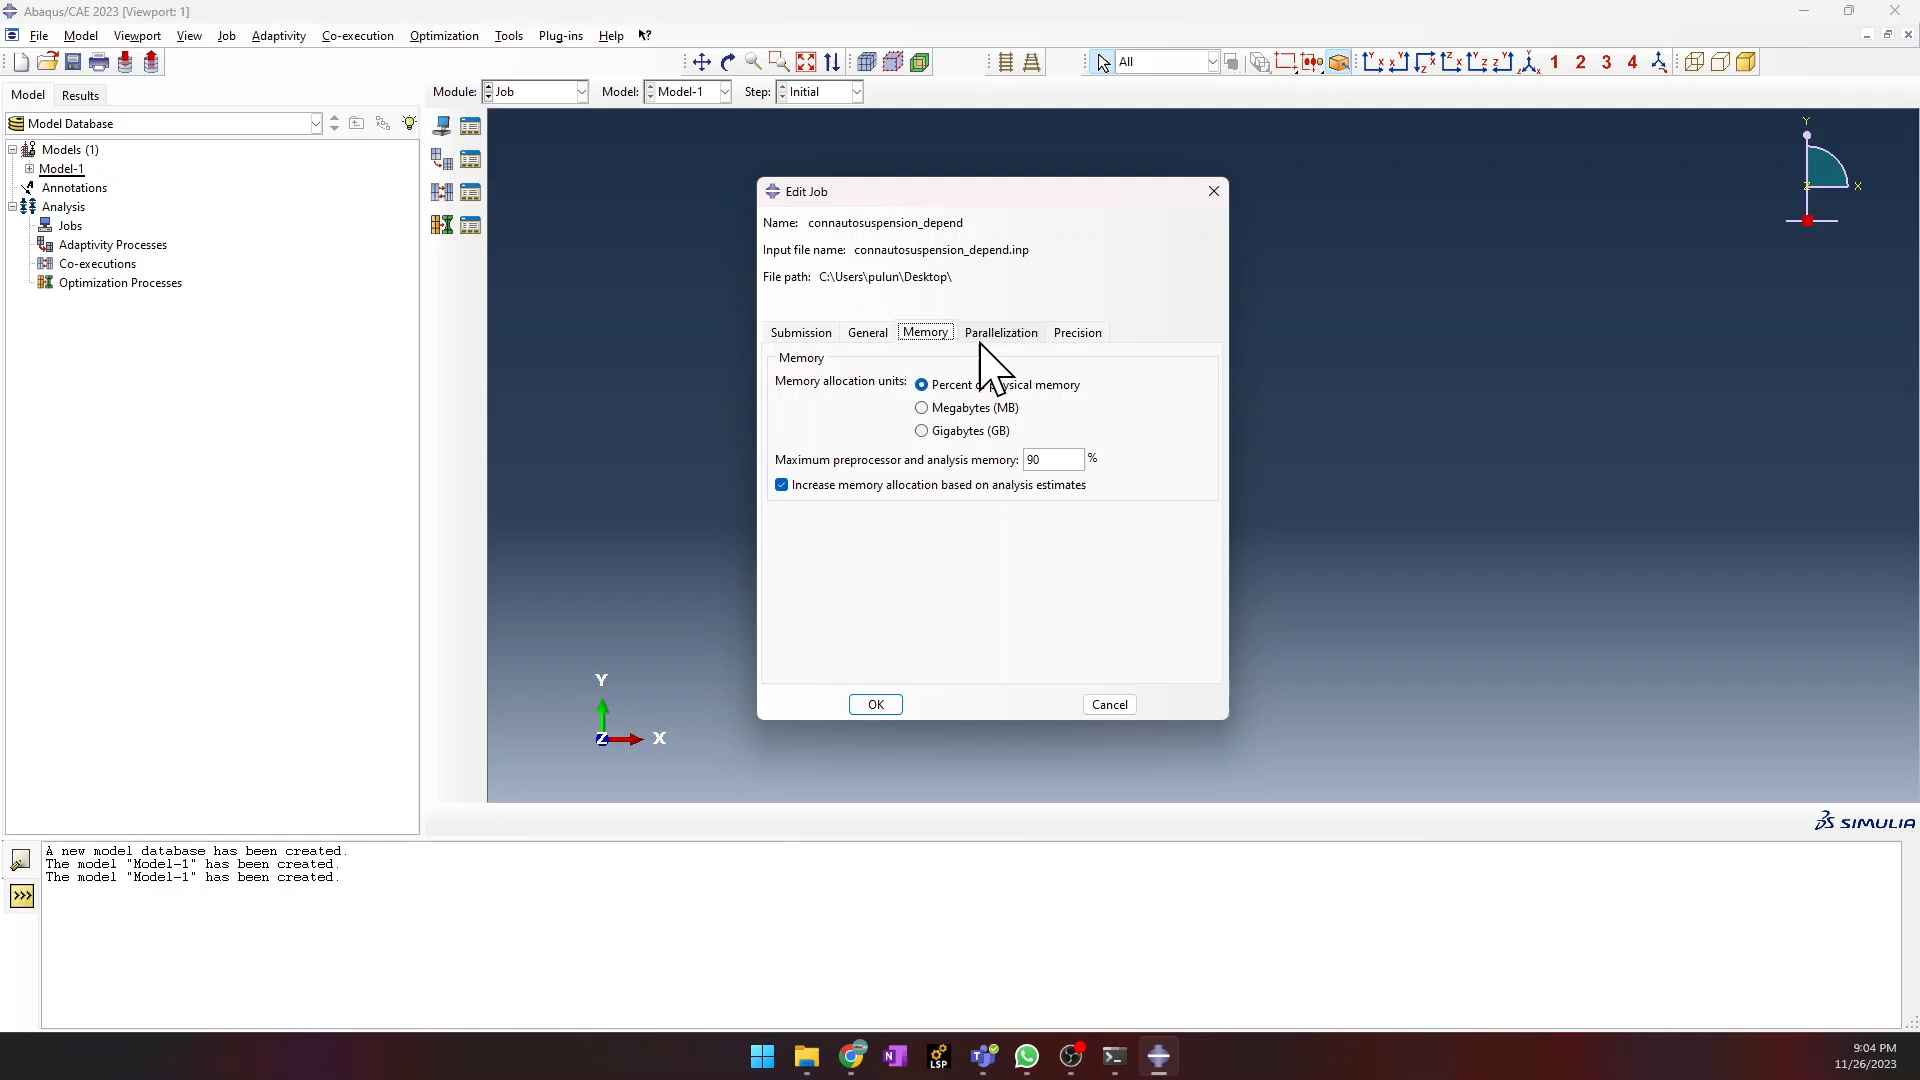 Abaqus/CAE 2023 [Viewport: 1]
File Model Viewport View Job Adaptivity Co-execution Optimization Tools Plug-ins Help
All
1 2 3 4
Model Results
Module: Job Model: Model-1 Step: Initial
Model Database
Models (1)
Model-1
Annotations
Analysis
Jobs
Adaptivity Processes
Co-executions
Optimization Processes
Y
X
Z
Edit Job
Name: connautosuspension_depend
Input file name: connautosuspension_depend.inp
File path: C:\Users\pulun\Desktop\
Submission General Memory Parallelization Precision
Memory
Memory allocation units: Percent physical memory
Megabytes (MB)
Gigabytes (GB)
Maximum preprocessor and analysis memory: 90 %
Increase memory allocation based on analysis estimates
OK Cancel
Y
Z X
SIMULIA
A new model database has been created.
The model "Model-1" has been created.
The model "Model-1" has been created.
>>>
LSP
9:04 PM
11/26/2023